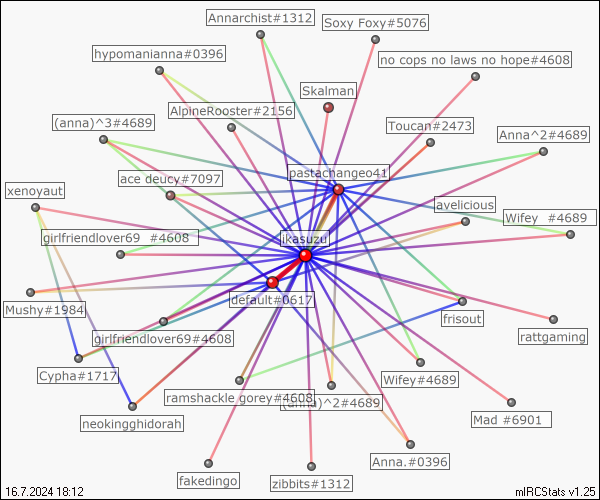 Annarchist#1312
Soxy Foxy#5076
hypomanianna#0396
no cops no laws no hope#4608
Skalman
AlpineRooster#2156
(anna)^3#4689
Toucan#2473
Anna^2#4689
pastachangeo41
ace deucy#7097
xenoyaut
ayelicious
Wifey #4689
girlfriendlover69 #4608
ikasuzu
default#0617
Mushy#1984
frisout
girlfriendlover69#4608
rattgaming
Cypha#1717
Wifey#4689
ramshackle gorey#4608
(anna)^2#4689
Mad #6901
neokingghidorah
Anna.#0396
fakedingo
zibbits#1312
16.7.2024 18:12
mIRCStats v1.25